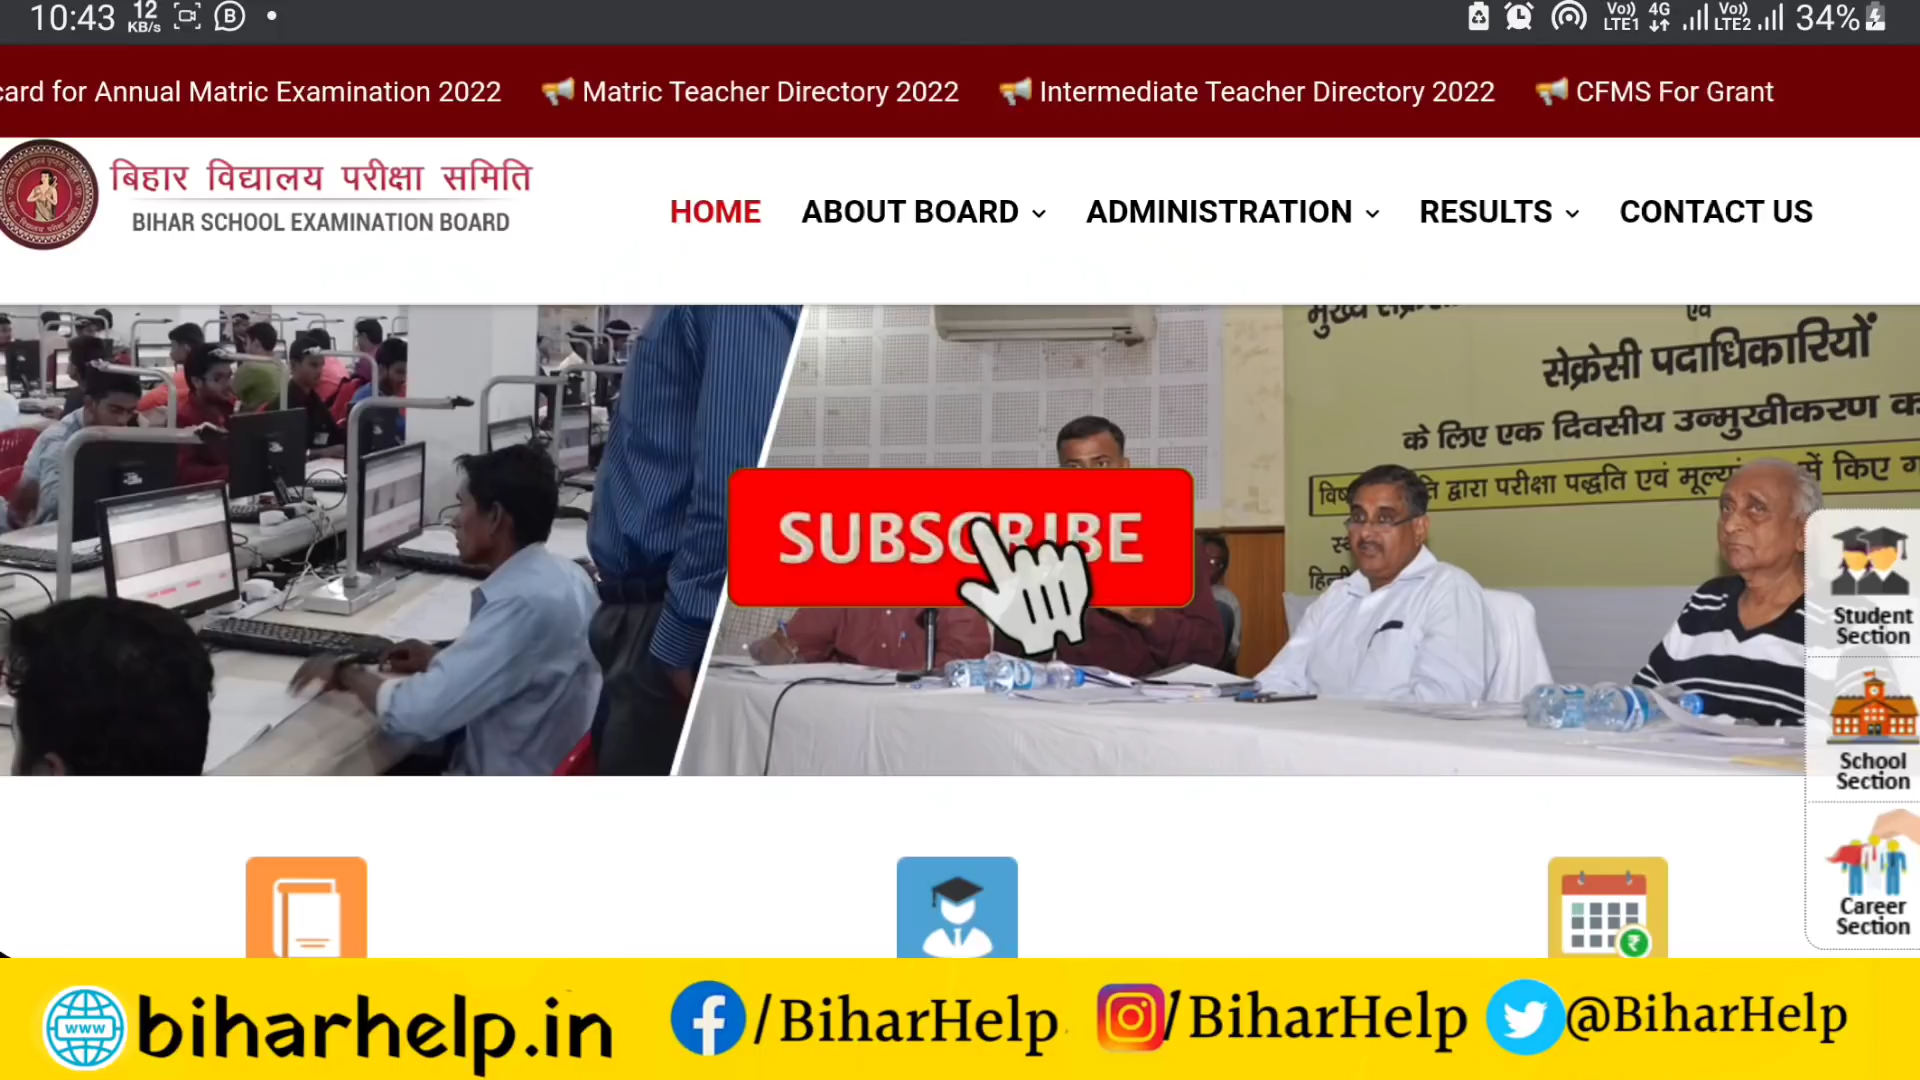 10:43 12 KB/s B Vo)) LTE1 4G Vo)) LTE2 34%
card for Annual Matric Examination 2022 Matric Teacher Directory 2022 Intermediate Teacher Directory 2022 CFMS For Grant
बिहार विद्यालय परीक्षा समिति
BIHAR SCHOOL EXAMINATION BOARD
HOME ABOUT BOARD ADMINISTRATION RESULTS CONTACT US
एवं
सेक्रेसी पदाधिकारियों
के लिए एक दिवसीय उन्मुखीकरण
द्वारा परीक्षा पद्धति एवं में किए
SUBSCRIBE
Student
Section
School
Section
Career
Section
www biharhelp.in /BiharHelp /BiharHelp @BiharHelp